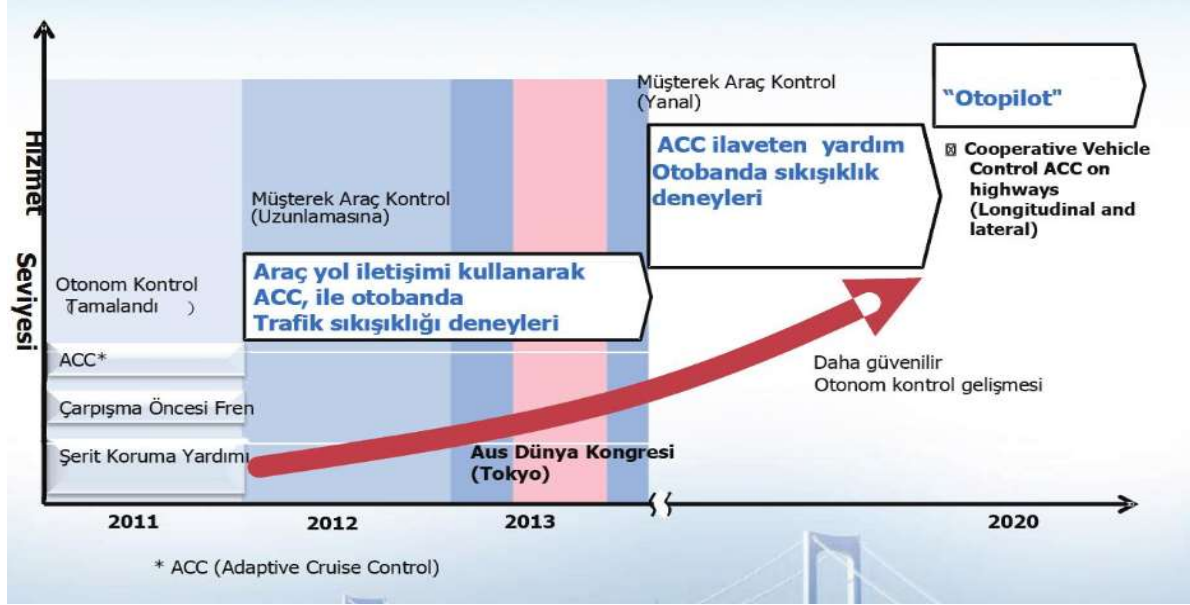 Hizmet Seviyesi
Otonom Kontrol
(Tamalandı )
ACC*
Çarpışma Öncesi Fren
Şerit Koruma Yardımı
Müşterek Araç Kontrol
(Uzunlamasına)
Araç yol iletişimi kullanarak
ACC, ile otobanda
Trafik sıkışıklığı deneyleri
Müşterek Araç Kontrol
(Yanal)
ACC ilaveten yardım
Otobanda sıkışıklık
deneyleri
“Otopilot"
Cooperative Vehicle
Control ACC on
highways
(Longitudinal and
lateral)
Daha güvenilir
Otonom kontrol gelişmesi
Aus Dünya Kongresi
(Tokyo)
2011
2012
2013
2020
* ACC (Adaptive Cruise Control)